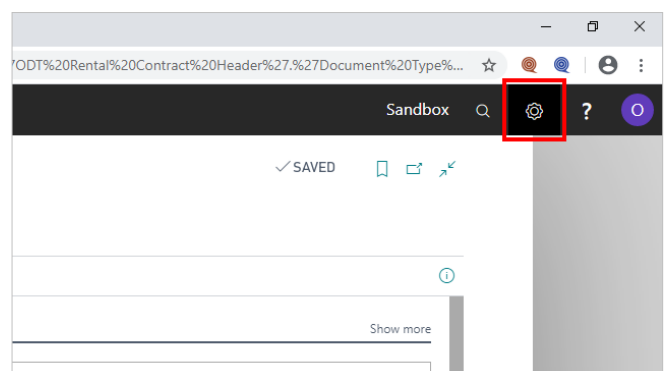 /ODT%20Rental%20Contract%20Header%27.%27Document%20Type%...
Sandbox ? O
✓ SAVED
Show more